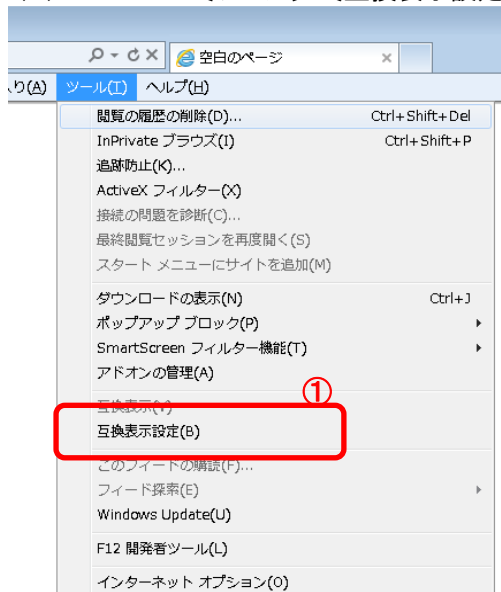 空白のページ
り(A) ツール(T) ヘルプ(H)
閲覧の履歴の削除(D)... Ctrl+Shift+Del
InPrivate ブラウズ(I) Ctrl+Shift+P
追跡防止(K)...
ActiveX フィルター(X)
接続の問題を診断(C)...
最終閲覧セッションを再度開く(S)
スタート メニューにサイトを追加(M)
ダウンロードの表示(N) Ctrl+J
ポップアップ ブロック(P)
SmartScreen フィルター機能(T)
アドオンの管理(A)
①
互換表示(V)
互換表示設定(B)
このフィードの購読(F)...
フィード探索(E)
Windows Update(U)
F12 開発者ツール(L)
インターネット オプション(O)